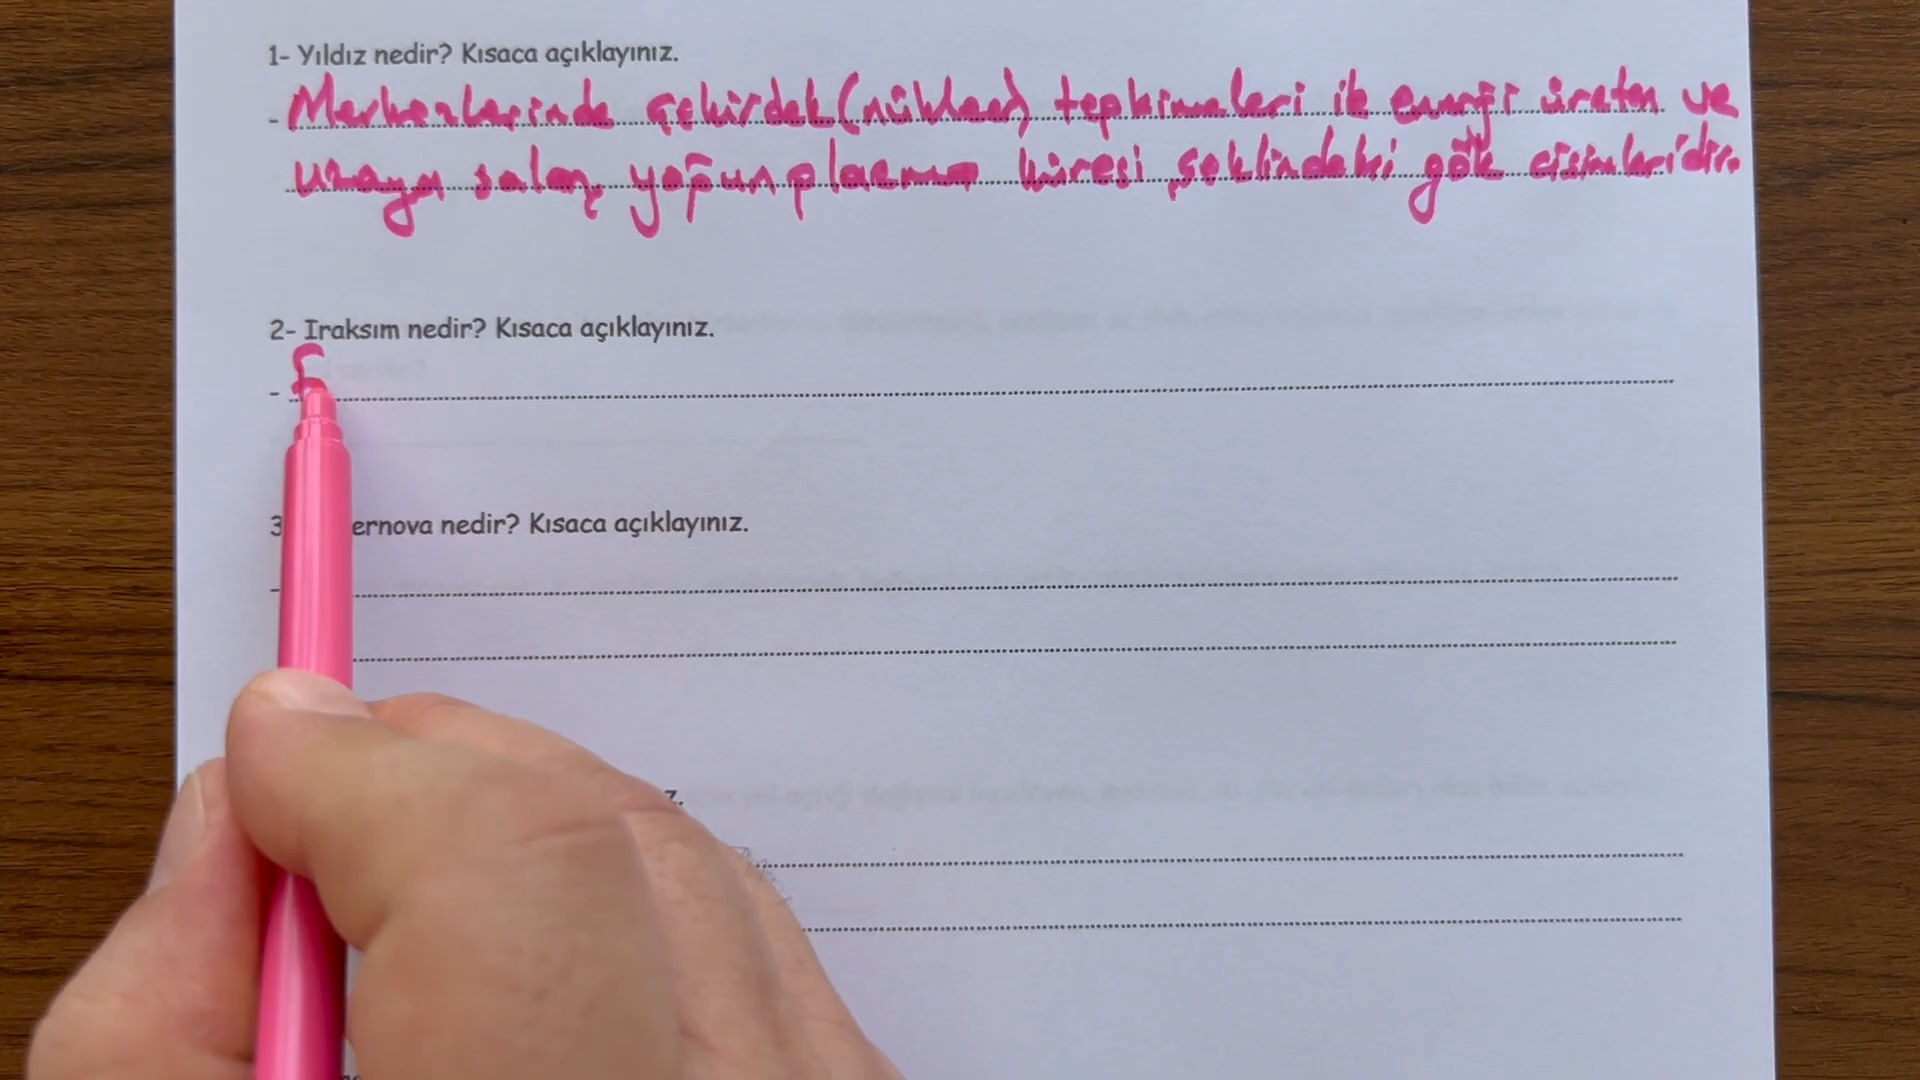 1- Yıldız nedir? Kısaca açıklayınız.
- Merkezlerinde çekirdek (nükleer) tepkimeleri ile enerji üreten ve
uzaya salan, yoğun plazma küresi şeklindeki gök cisimleridir.
2- Iraksım nedir? Kısaca açıklayınız.
-
3 ernova nedir? Kısaca açıklayınız.
-
z.